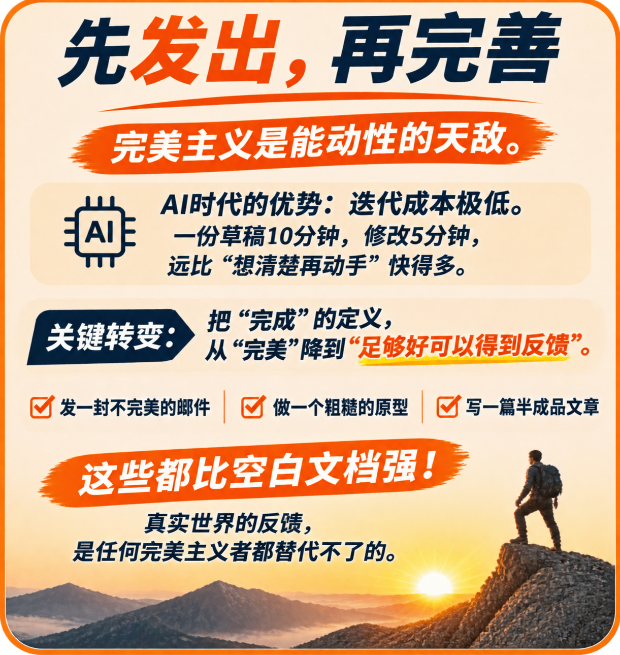 先发出，再完善
完美主义是能动性的天敌。
AI
AI时代的优势：迭代成本极低。
一份草稿10分钟，修改5分钟，
远比“想清楚再动手”快得多。
关键转变：
把“完成”的定义，
从“完美”降到“足够好可以得到反馈”。
发一封不完美的邮件
做一个粗糙的原型
写一篇半成品文章
这些都比空白文档强！
真实世界的反馈，
是任何完美主义者都替代不了的。